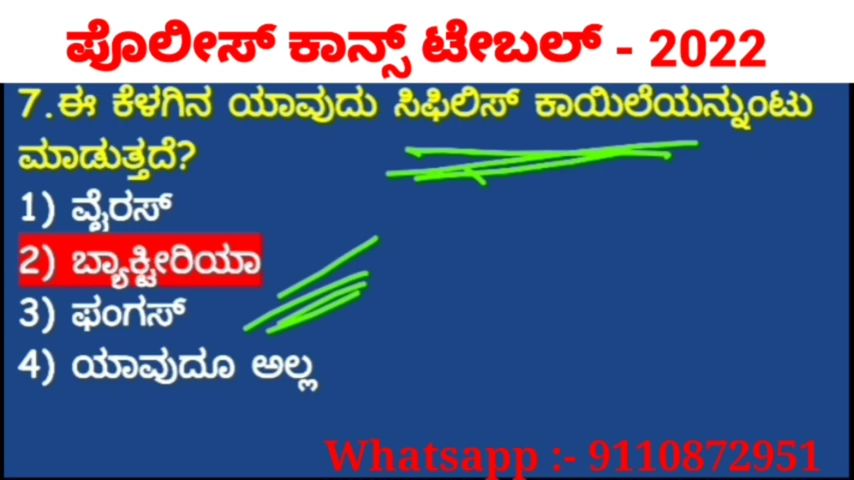 ಪೊಲೀಸ್ ಕಾನ್ಸ್ ಟೇಬಲ್ - 2022
7.ಈ ಕೆಳಗಿನ ಯಾವುದು ಸಿಫಿಲಿಸ್ ಕಾಯಿಲೆಯನ್ನುಂಟು
ಮಾಡುತ್ತದೆ?
1) ವೈರಸ್
2) ಬ್ಯಾಕ್ಟೀರಿಯಾ
3) ಫಂಗಸ್
4) ಯಾವುದೂ ಅಲ್ಲ
Whatsapp :- 9110872951